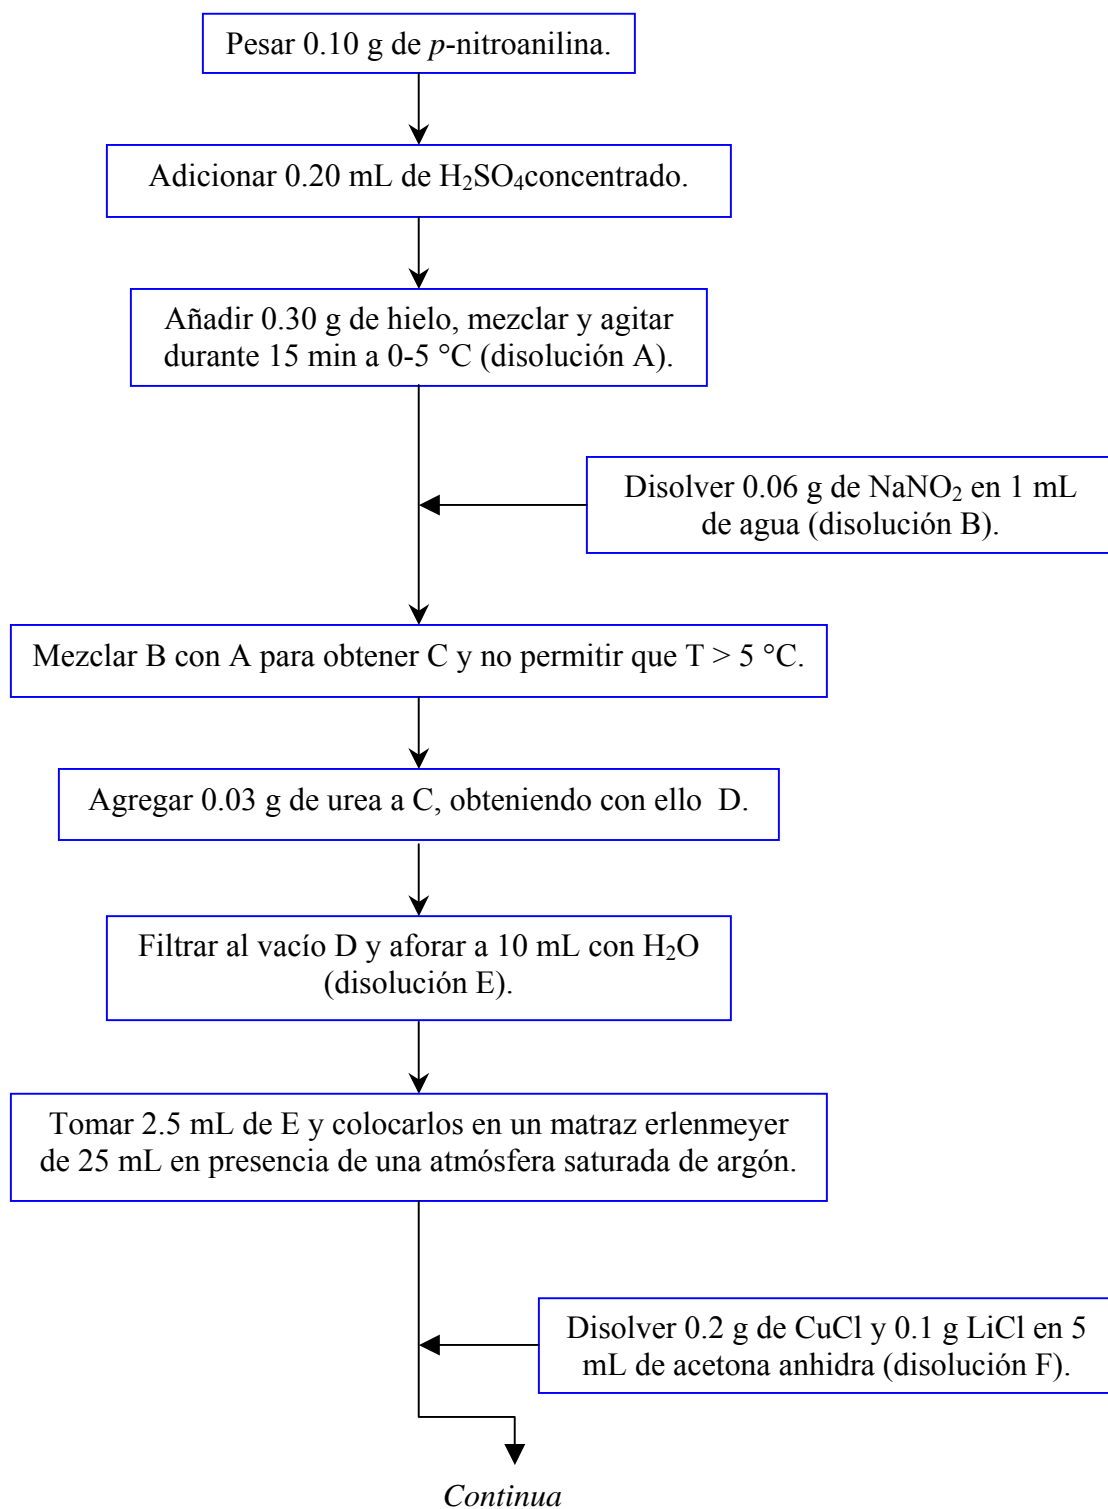 Pesar 0.10 g de p-nitroanilina.
Adicionar 0.20 mL de H₂SO₄concentrado.
Añadir 0.30 g de hielo, mezclar y agitar
durante 15 min a 0-5 °C (disolución A).
Disolver 0.06 g de NaNO₂ en 1 mL
de agua (disolución B).
Mezclar B con A para obtener C y no permitir que T > 5 °C.
Agregar 0.03 g de urea a C, obteniendo con ello D.
Filtrar al vacío D y aforar a 10 mL con H₂O
(disolución E).
Tomar 2.5 mL de E y colocarlos en un matraz erlenmeyer
de 25 mL en presencia de una atmósfera saturada de argón.
Disolver 0.2 g de CuCl y 0.1 g LiCl en 5
mL de acetona anhidra (disolución F).
Continua